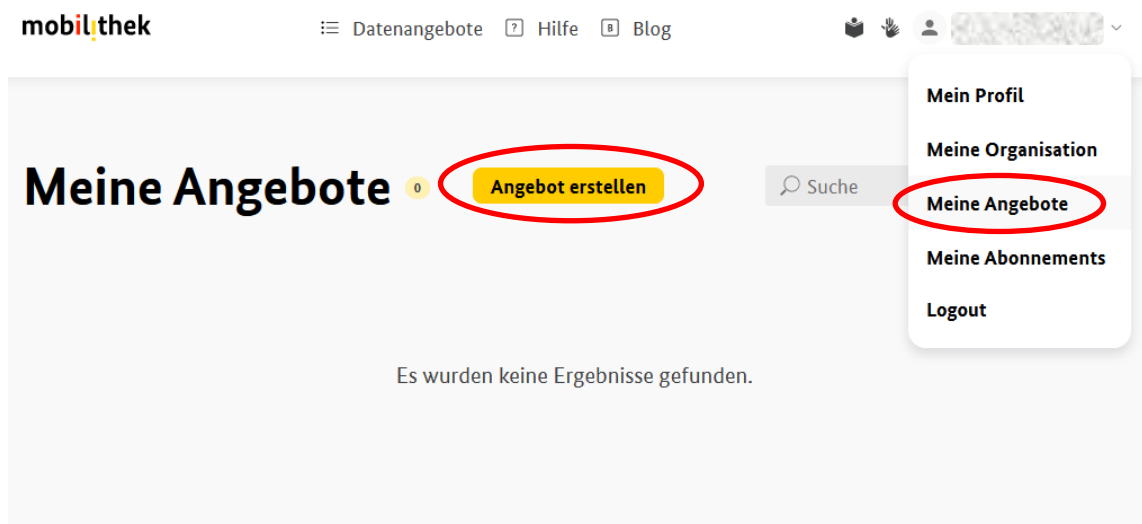 mobilithek
Datenangebote ? Hilfe B Blog
Mein Profil
Meine Organisation
Meine Angebote 0 Angebot erstellen Suche
Meine Angebote
Meine Abonnements
Logout
Es wurden keine Ergebnisse gefunden.